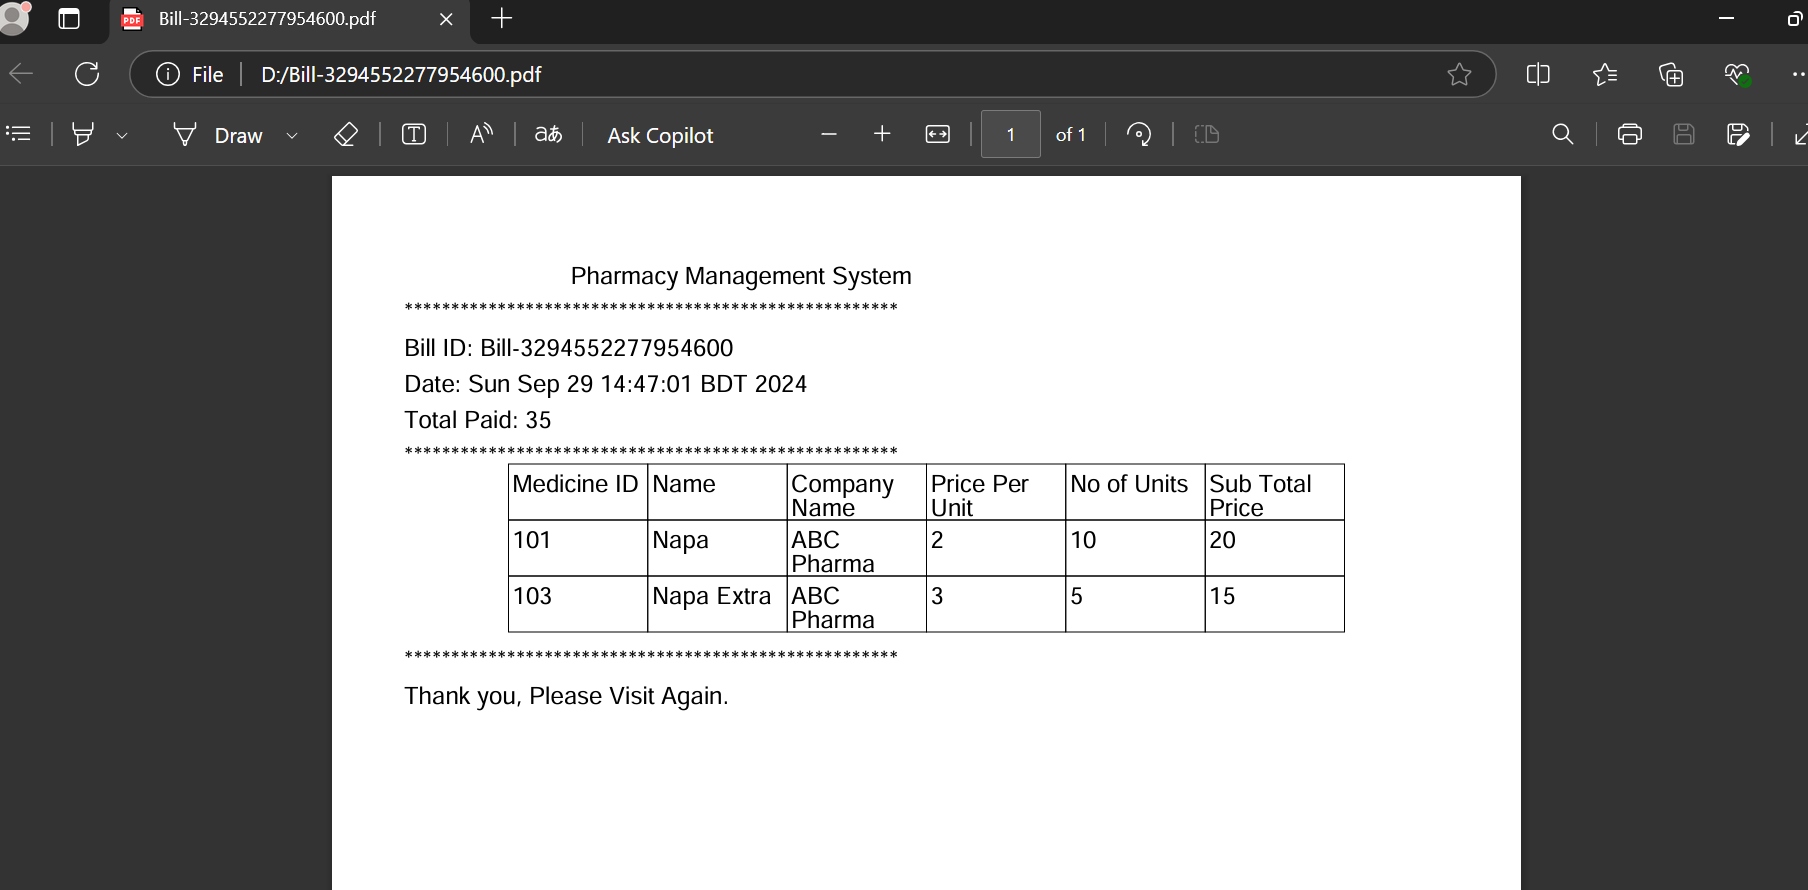 Bill-3294552277954600.pdf
File D:/Bill-3294552277954600.pdf
Draw T A aあ Ask Copilot 1 of 1
Pharmacy Management System
*****************************************************
Bill ID: Bill-3294552277954600
Date: Sun Sep 29 14:47:01 BDT 2024
Total Paid: 35
*****************************************************
Medicine ID Name Company Name Price Per Unit No of Units Sub Total Price
101 Napa ABC Pharma 2 10 20
103 Napa Extra ABC Pharma 3 5 15
*****************************************************
Thank you, Please Visit Again.